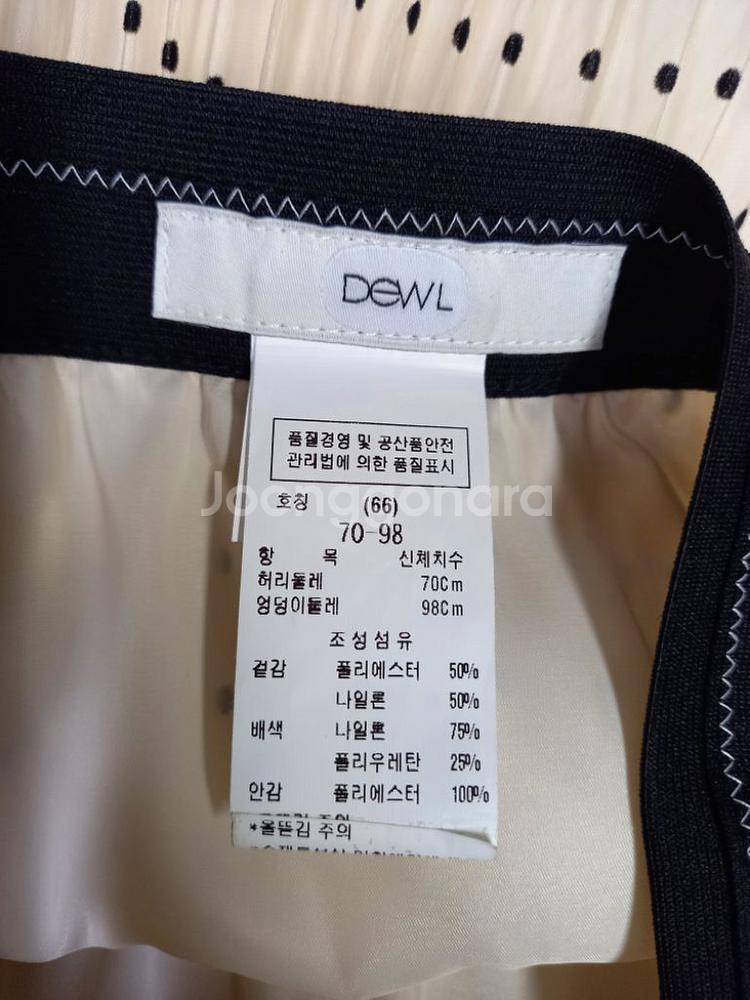 DEWL
품질경영 및 공산품안전
관리법에 의한 품질표시
Joonggonara
호칭 (66)
70-98
항 목 신체치수
허리둘레 70Cm
엉덩이둘레 98Cm
조성섬유
겉감 폴리에스터 50%
나일론 50%
배색 나일론 75%
폴리우레탄 25%
안감 폴리에스터 100%
*올뜯김 주의